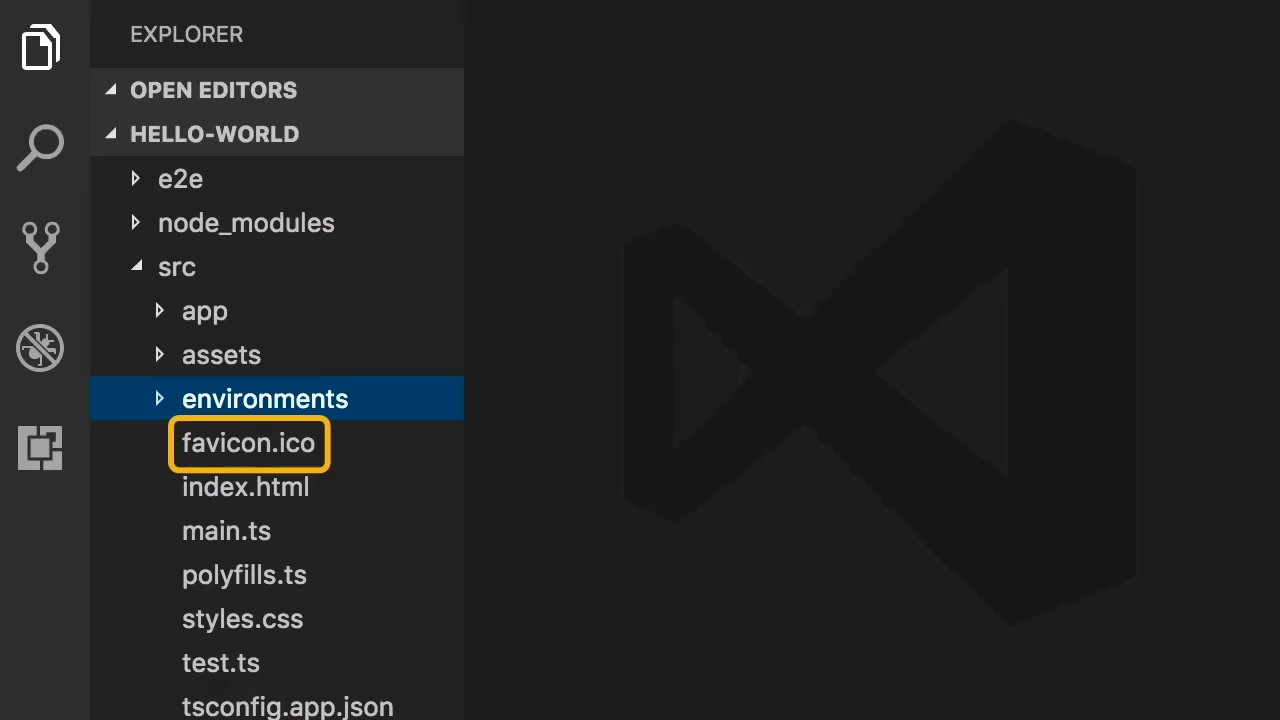 EXPLORER
OPEN EDITORS
HELLO-WORLD
e2e
node_modules
src
app
assets
environments
favicon.ico
index.html
main.ts
polyfills.ts
styles.css
test.ts
tsconfig.app.json